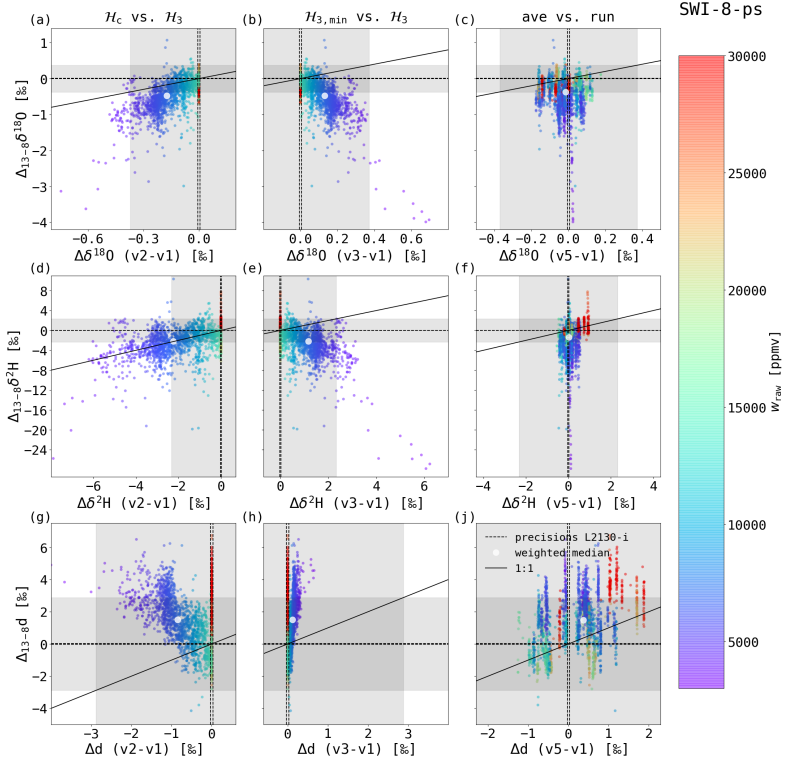 SWI-8-ps
(a) ℋc vs. ℋ3
(b) ℋ3,min vs. ℋ3
(c) ave vs. run
1
0
−1
−2
−3
−4
Δ13−8δ18O [‰]
−0.6 −0.3 0.0
Δδ18O (v2-v1) [‰]
0.0 0.2 0.4 0.6
Δδ18O (v3-v1) [‰]
−0.4 −0.2 0.0 0.2 0.4
Δδ18O (v5-v1) [‰]
(d)
(e)
(f)
8
4
0
−4
−8
−12
−16
−20
−24
Δ13−8δ2H [‰]
−6 −4 −2 0
Δδ2H (v2-v1) [‰]
0 2 4 6
Δδ2H (v3-v1) [‰]
−4 −2 0 2 4
Δδ2H (v5-v1) [‰]
(g)
(h)
(j)
precisions L2130-i
weighted median
1:1
6
4
2
0
−2
−4
Δ13−8d [‰]
−3 −2 −1 0
Δd (v2-v1) [‰]
0 1 2 3
Δd (v3-v1) [‰]
−2 −1 0 1 2
Δd (v5-v1) [‰]
30000
25000
20000
15000
10000
5000
wraw [ppmv]